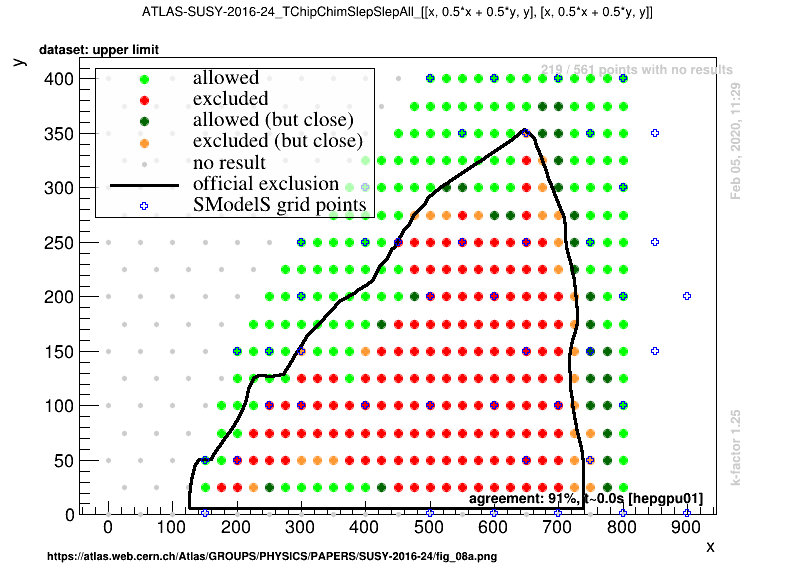 ATLAS-SUSY-2016-24_TChipChimSlepSlepAll_[[x, 0.5*x + 0.5*y, y], [x, 0.5*x + 0.5*y, y]]
dataset: upper limit
y
219 / 561 points with no results
allowed
excluded
allowed (but close)
excluded (but close)
no result
official exclusion
SModelS grid points
400
350
300
250
200
150
100
50
0
Feb 05, 2020, 11:29
k-factor 1.25
agreement: 91%, t~0.0s [hepgpu01]
0 100 200 300 400 500 600 700 800 900
x
https://atlas.web.cern.ch/Atlas/GROUPS/PHYSICS/PAPERS/SUSY-2016-24/fig_08a.png